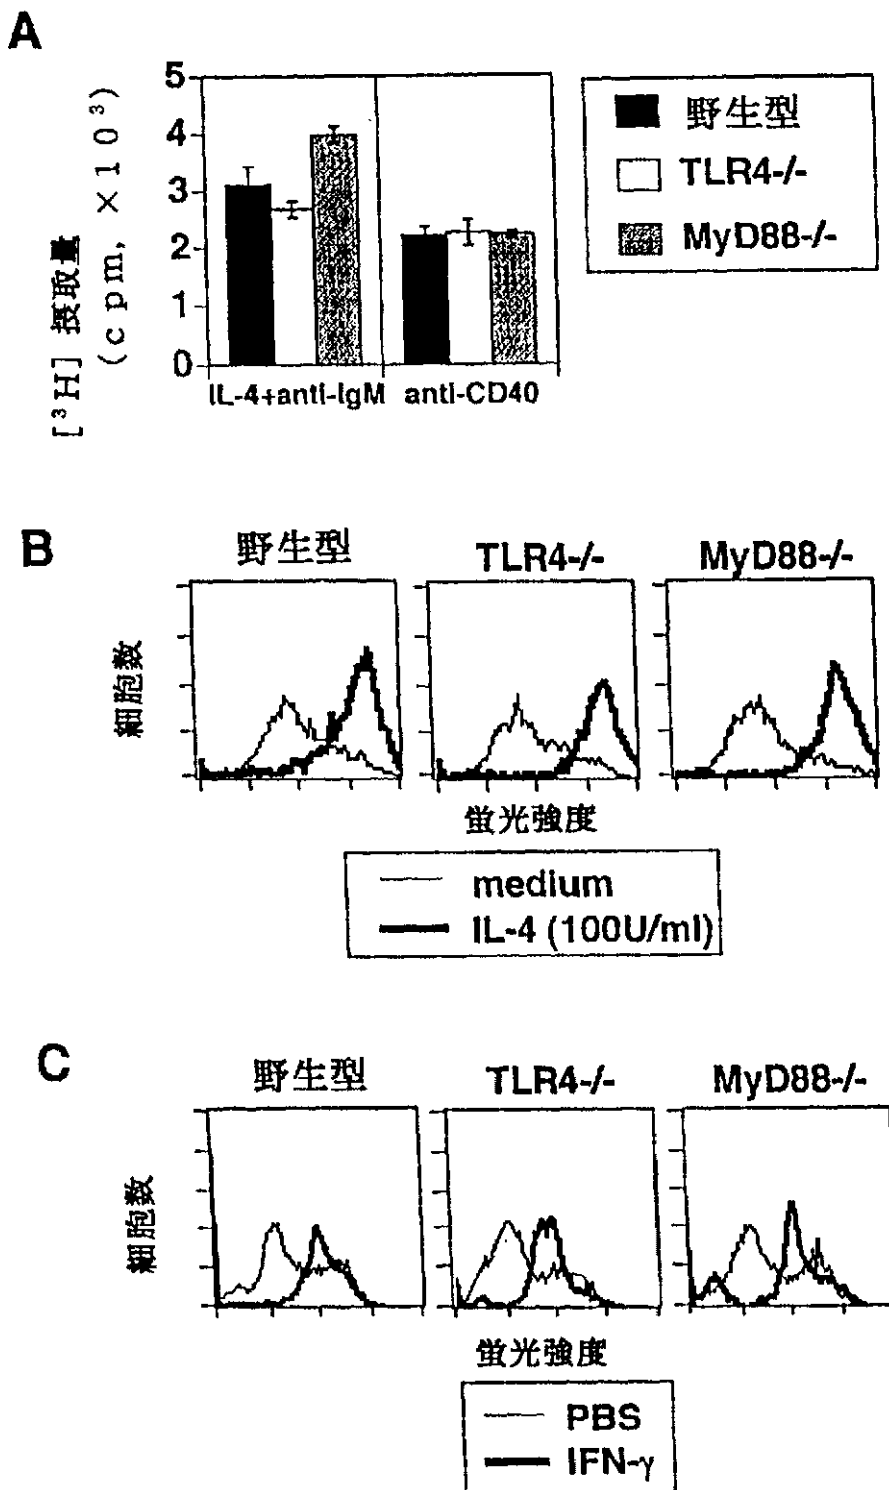 A
[³H] 摂取量
(cpm, ×10³)
5
4
3
2
1
0
IL-4+anti-IgM
anti-CD40
野生型
TLR4-/-
MyD88-/-
B
野生型
TLR4-/-
MyD88-/-
細胞数
蛍光強度
medium
IL-4 (100U/ml)
C
野生型
TLR4-/-
MyD88-/-
細胞数
蛍光強度
PBS
IFN-γ